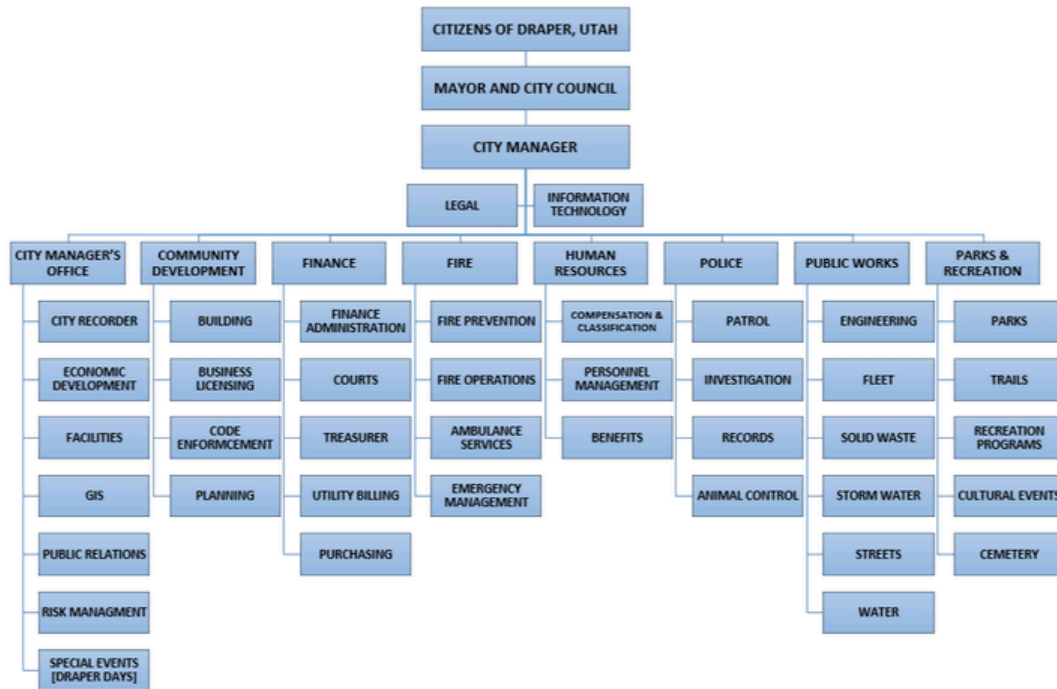 CITIZENS OF DRAPER, UTAH
MAYOR AND CITY COUNCIL
CITY MANAGER
LEGAL
INFORMATION
TECHNOLOGY
CITY MANAGER'S
OFFICE
COMMUNITY
DEVELOPMENT
FINANCE
FIRE
HUMAN
RESOURCES
POLICE
PUBLIC WORKS
PARKS &
RECREATION
CITY RECORDER
ECONOMIC
DEVELOPMENT
FACILITIES
GIS
PUBLIC RELATIONS
RISK MANAGMENT
SPECIAL EVENTS
[DRAPER DAYS]
BUILDING
BUSINESS
LICENSING
CODE
ENFORMCEMENT
PLANNING
FINANCE
ADMINISTRATION
COURTS
TREASURER
UTILITY BILLING
PURCHASING
FIRE PREVENTION
FIRE OPERATIONS
AMBULANCE
SERVICES
EMERGENCY
MANAGEMENT
COMPENSATION &
CLASSIFICATION
PERSONNEL
MANAGEMENT
BENEFITS
PATROL
INVESTIGATION
RECORDS
ANIMAL CONTROL
ENGINEERING
FLEET
SOLID WASTE
STORM WATER
STREETS
WATER
PARKS
TRAILS
RECREATION
PROGRAMS
CULTURAL EVENTS
CEMETERY